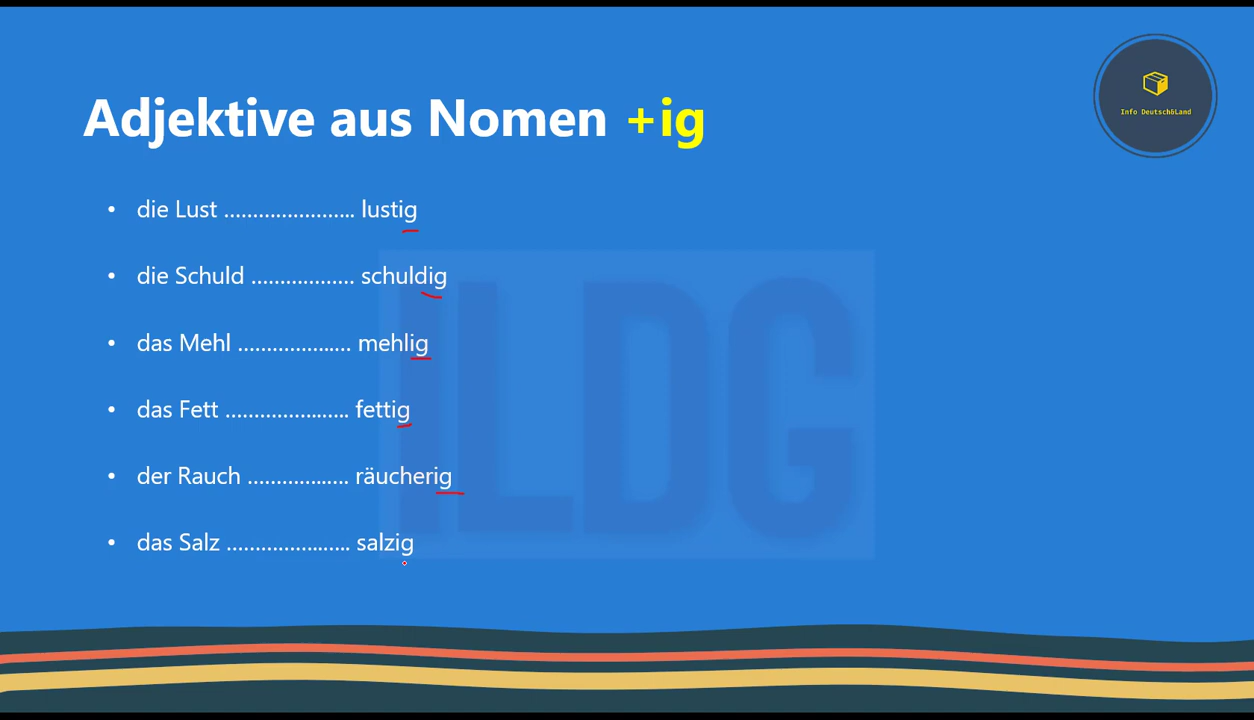 Adjektive aus Nomen +ig
Info DeutschöLand
• die Lust ...................... lustig
• die Schuld .................. schuldig
• das Mehl .................... mehlig
• das Fett ...................... fettig
• der Rauch .................. räucherig
• das Salz ...................... salzig
ILDG